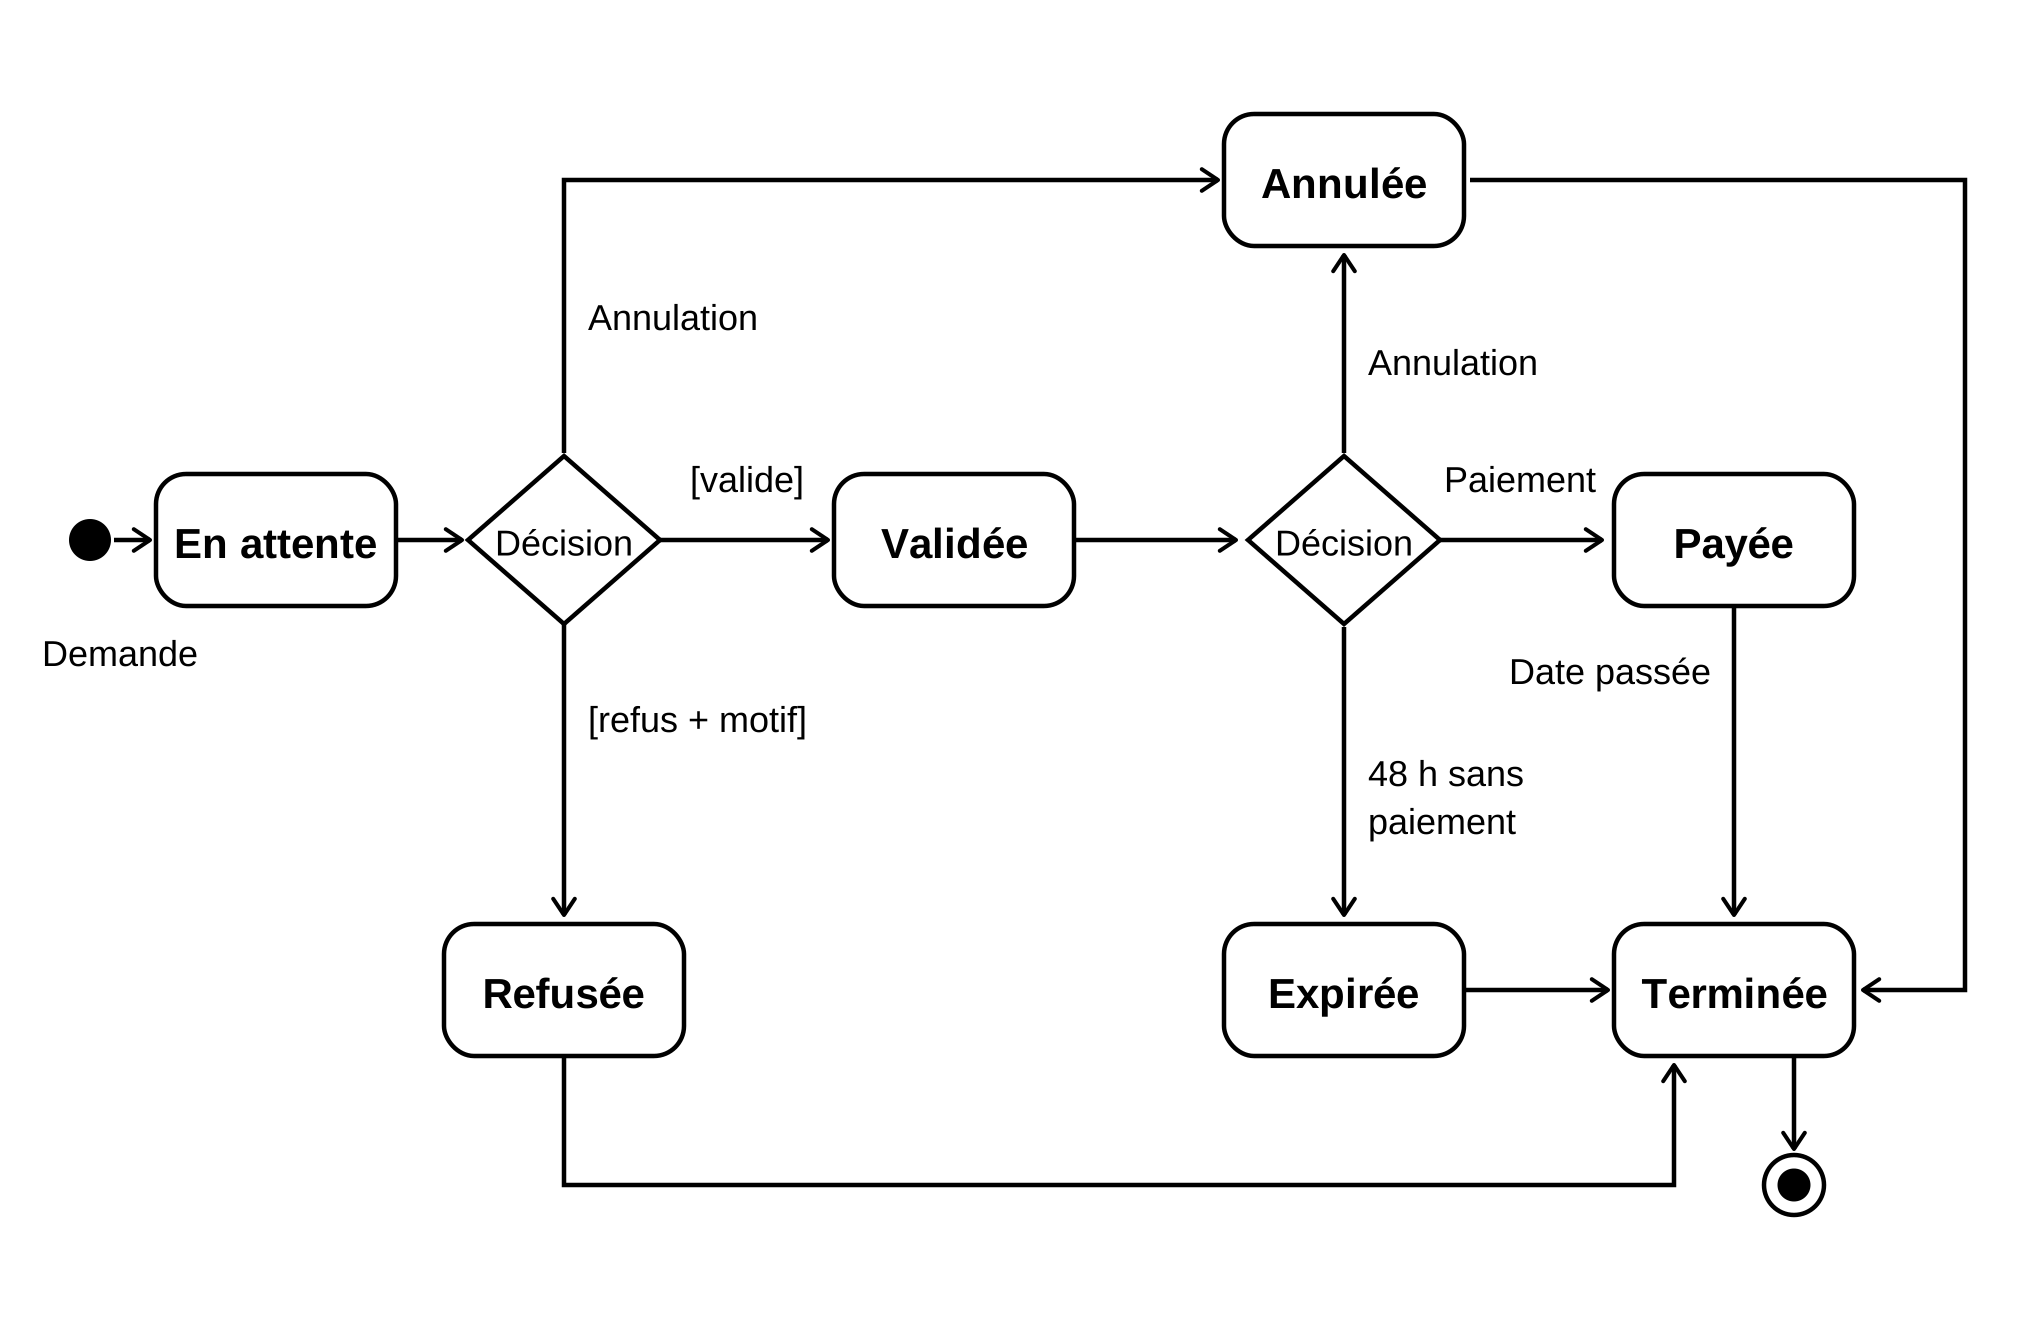 Annulée
Annulation
Annulation
[valide]
Paiement
En attente
Décision
Validée
Décision
Payée
Demande
Date passée
[refus + motif]
48 h sans
paiement
Refusée
Expirée
Terminée